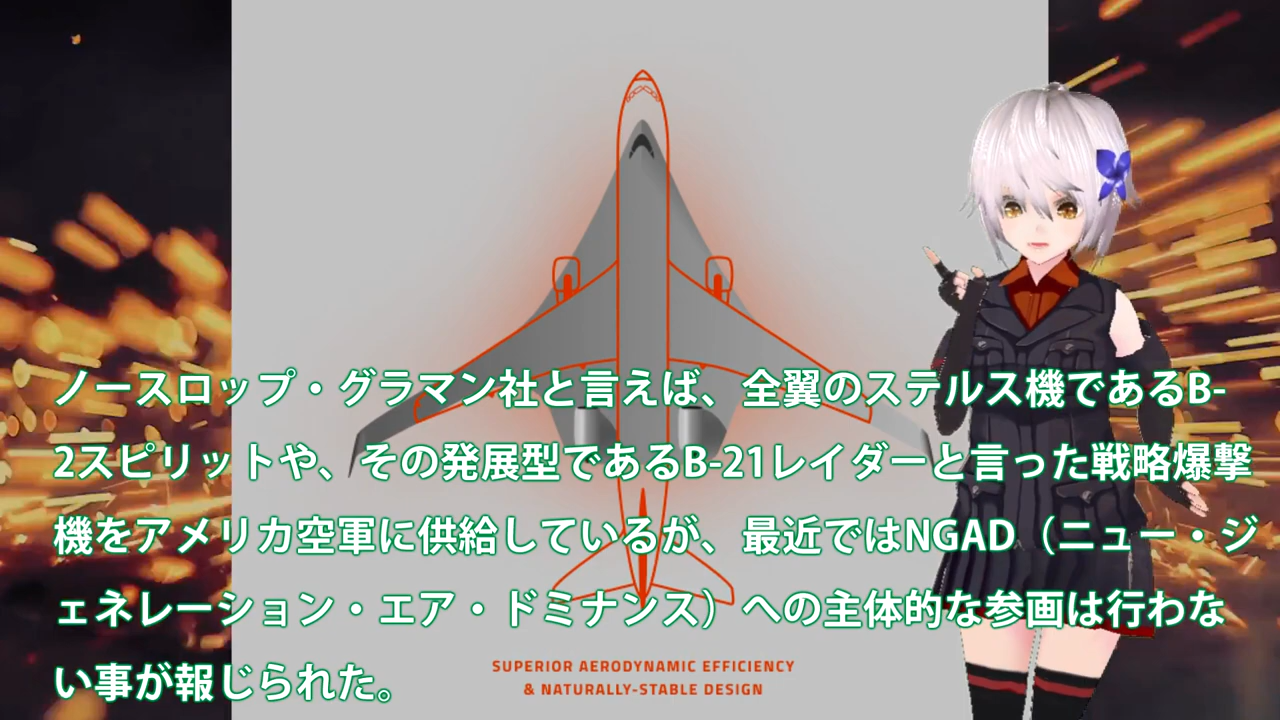 ノースロップ・グラマン社と言えば、全翼のステルス機であるB-
2スピリットや、その発展型であるB-21レイダーと言った戦略爆撃
機をアメリカ空軍に供給しているが、最近ではNGAD（ニュー・ジ
ェネレーション・エア・ドミナンス）への主体的な参画は行わな
い事が報じられた。
SUPERIOR AERODYNAMIC EFFICIENCY
& NATURALLY-STABLE DESIGN